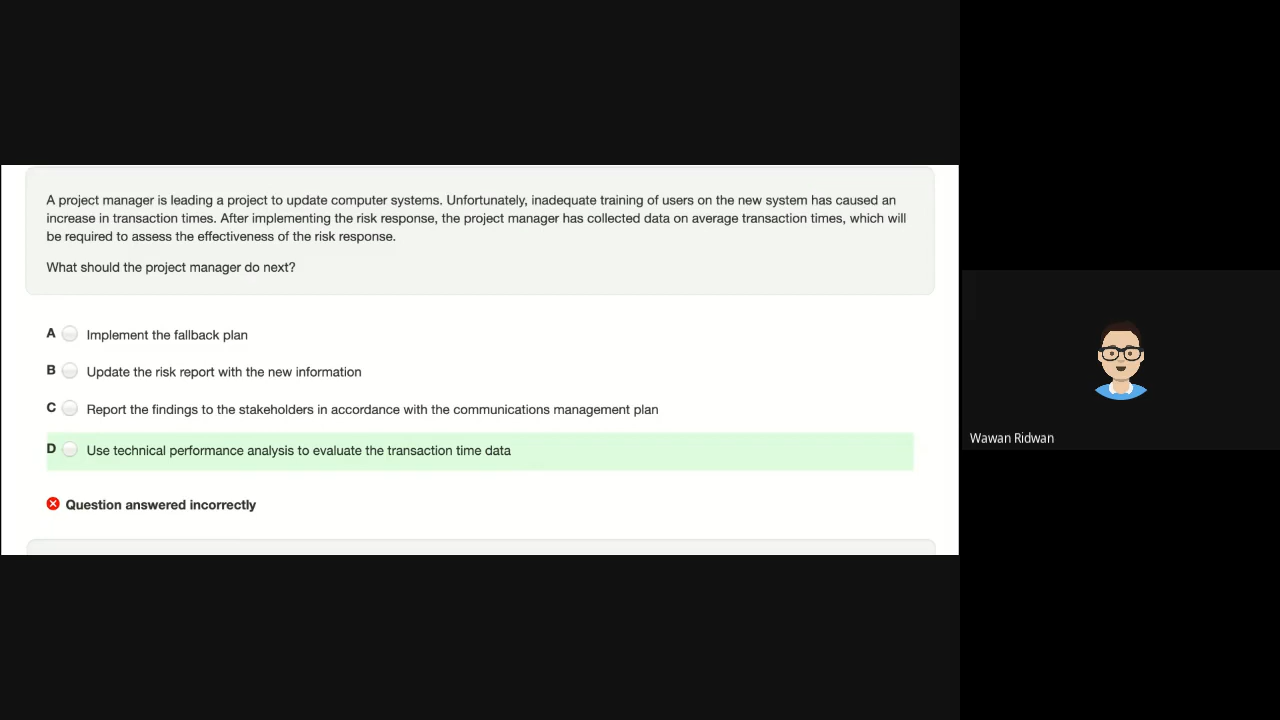 A project manager is leading a project to update computer systems. Unfortunately, inadequate training of users on the new system has caused an
increase in transaction times. After implementing the risk response, the project manager has collected data on average transaction times, which will
be required to assess the effectiveness of the risk response.
What should the project manager do next?
A Implement the fallback plan
B Update the risk report with the new information
C Report the findings to the stakeholders in accordance with the communications management plan
D Use technical performance analysis to evaluate the transaction time data
Question answered incorrectly
Wawan Ridwan